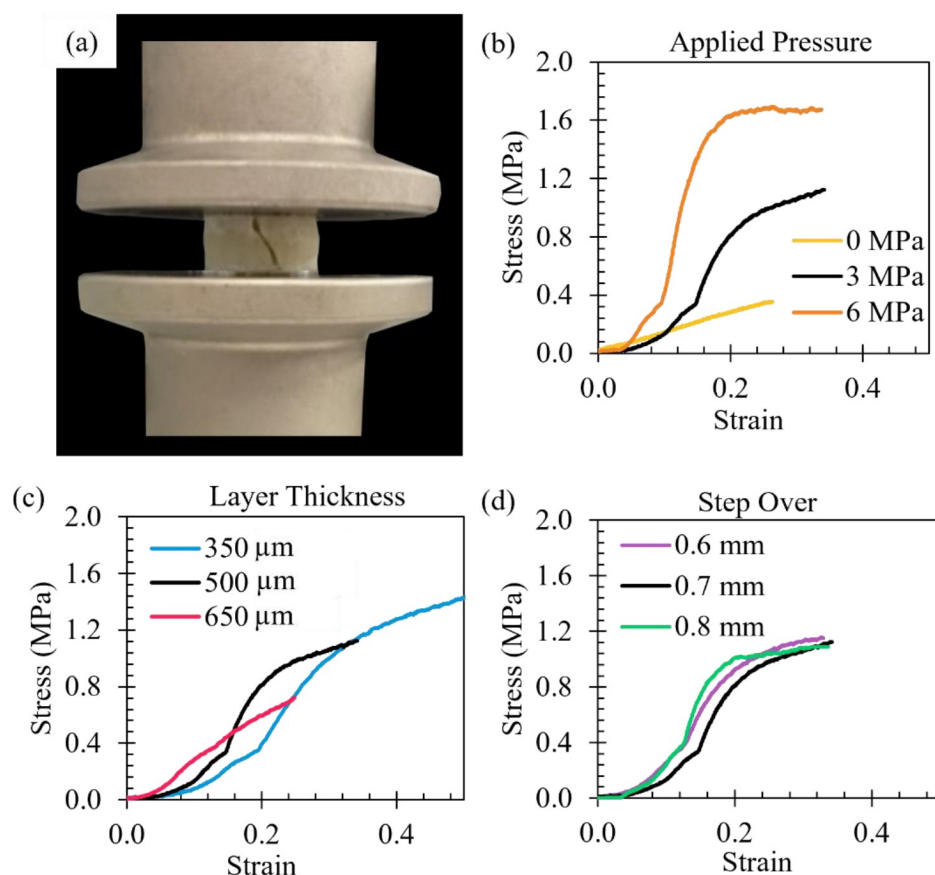 (a)
(b)
Applied Pressure
2.0
1.6
1.2
0.8
0.4
0.0
Stress (MPa)
0 MPa
3 MPa
6 MPa
0.0 0.2 0.4
Strain
(c)
Layer Thickness
2.0
1.6
1.2
0.8
0.4
0.0
Stress (MPa)
350 µm
500 µm
650 µm
0.0 0.2 0.4
Strain
(d)
Step Over
2.0
1.6
1.2
0.8
0.4
0.0
Stress (MPa)
0.6 mm
0.7 mm
0.8 mm
0.0 0.2 0.4
Strain